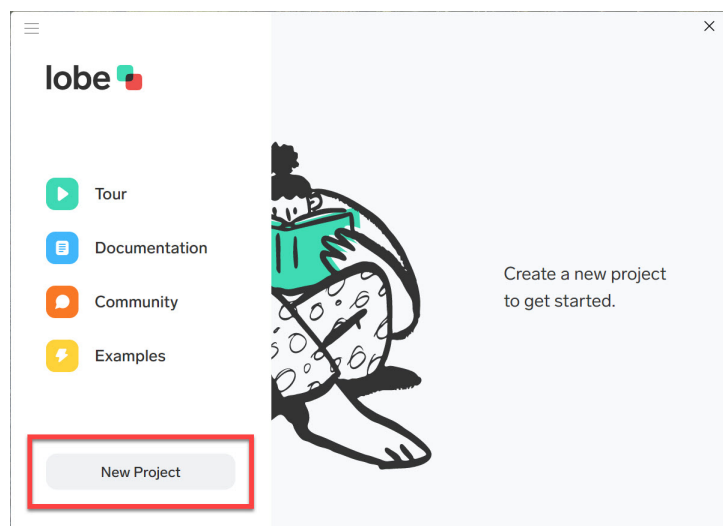 lobe
Tour
Documentation
Community
Examples
New Project
Create a new project
to get started.